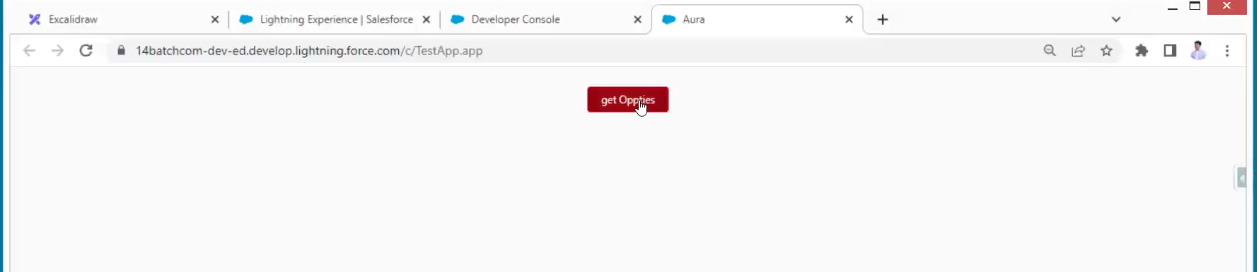 Excalidraw
Lightning Experience | Salesforce
Developer Console
Aura
14batchcom-dev-ed.develop.lightning.force.com/c/TestApp.app
get Oppties